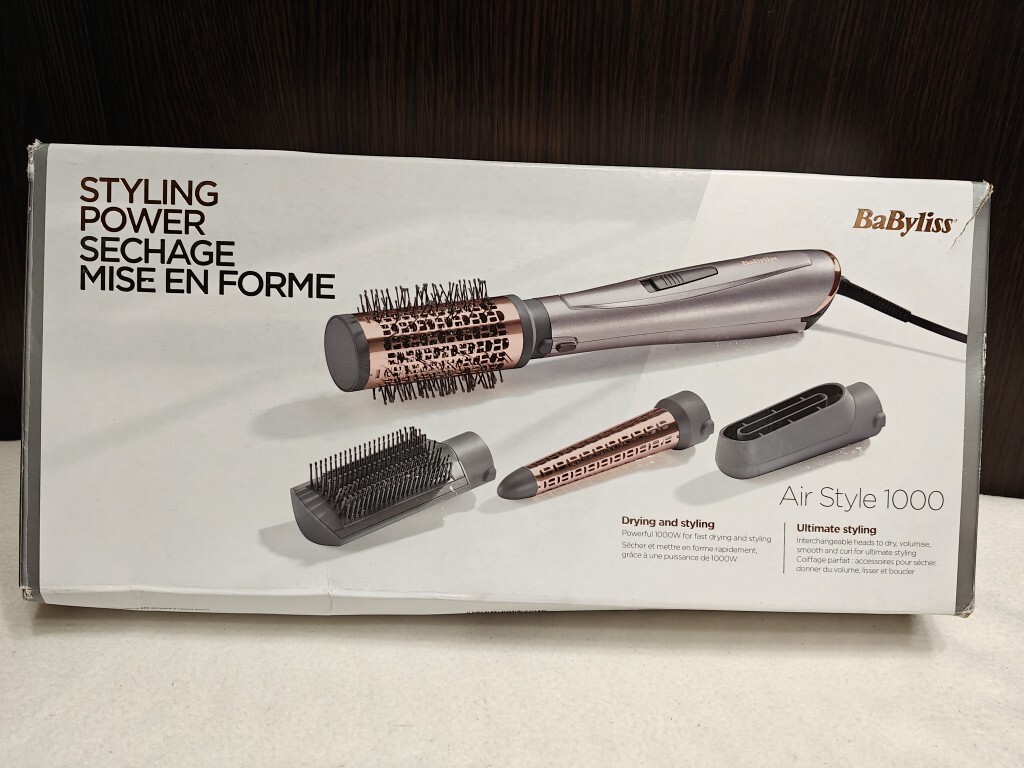 STYLING
POWER
SECHAGE
MISE EN FORME
BaByliss
BaByliss
Air Style 1000
Drying and styling
Powerful 1000W for fast drying and styling
Sécher et mettre en forme rapidement,
grâce à une puissance de 1000W
Ultimate styling
Interchangeable heads to dry, volumise,
smooth and curl for ultimate styling
Coiffage parfait : accessoires pour sécher,
donner du volume, lisser et boucler